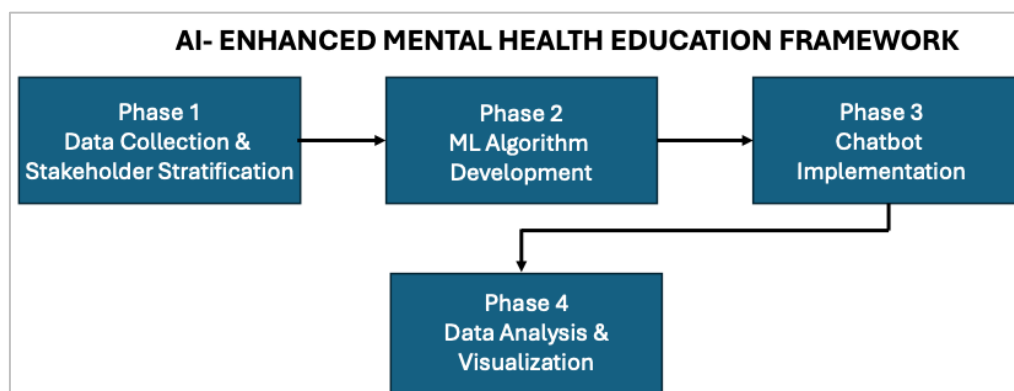 AI- ENHANCED MENTAL HEALTH EDUCATION FRAMEWORK
Phase 1
Data Collection &
Stakeholder Stratification
Phase 2
ML Algorithm
Development
Phase 3
Chatbot
Implementation
Phase 4
Data Analysis &
Visualization